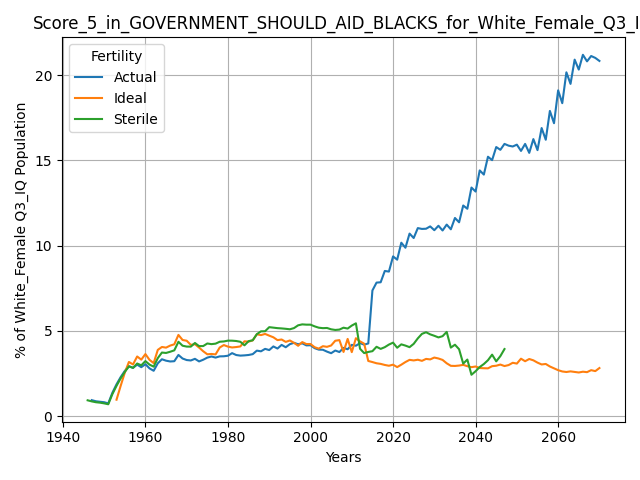 Score_5_in_GOVERNMENT_SHOULD_AID_BLACKS_for_White_Female_Q3_I
Fertility
Actual
Ideal
Sterile
% of White_Female Q3_IQ Population
20
15
10
5
0
1940 1960 1980 2000 2020 2040 2060
Years